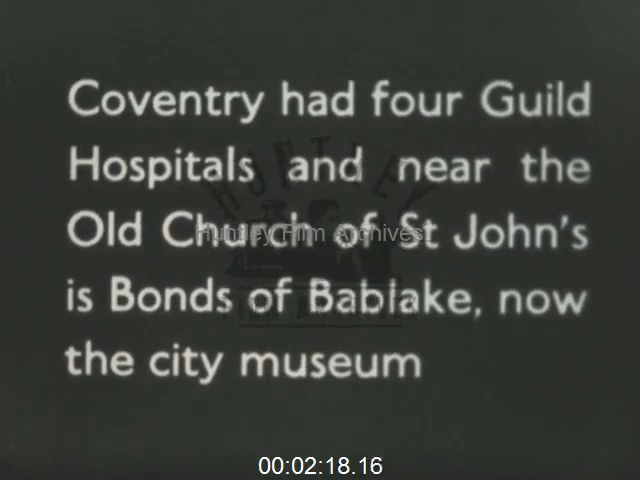 Coventry had four Guild
Hospitals and near the
Old Church of St John's
Huntley Film Archives
is Bonds of Bablake, now
the city museum
00:02:18.16